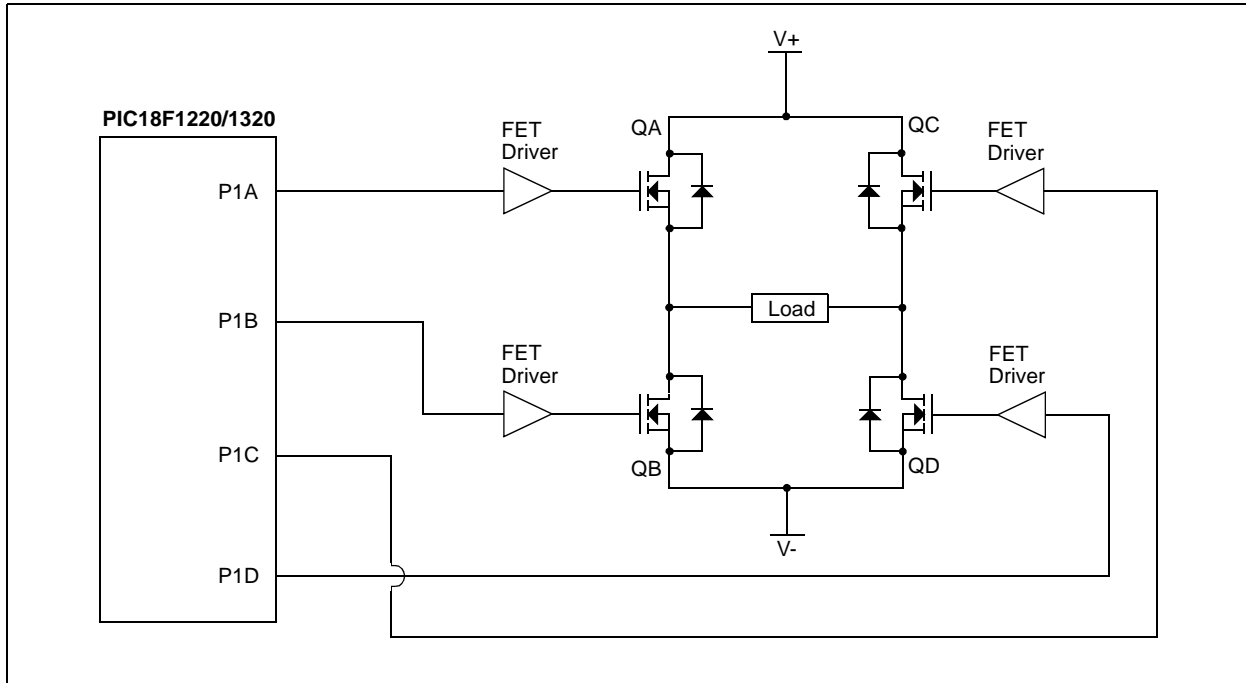 V+
PIC18F1220/1320
FET
Driver
QA
QC
FET
Driver
P1A
P1B
Load
FET
Driver
FET
Driver
P1C
QB
QD
V-
P1D